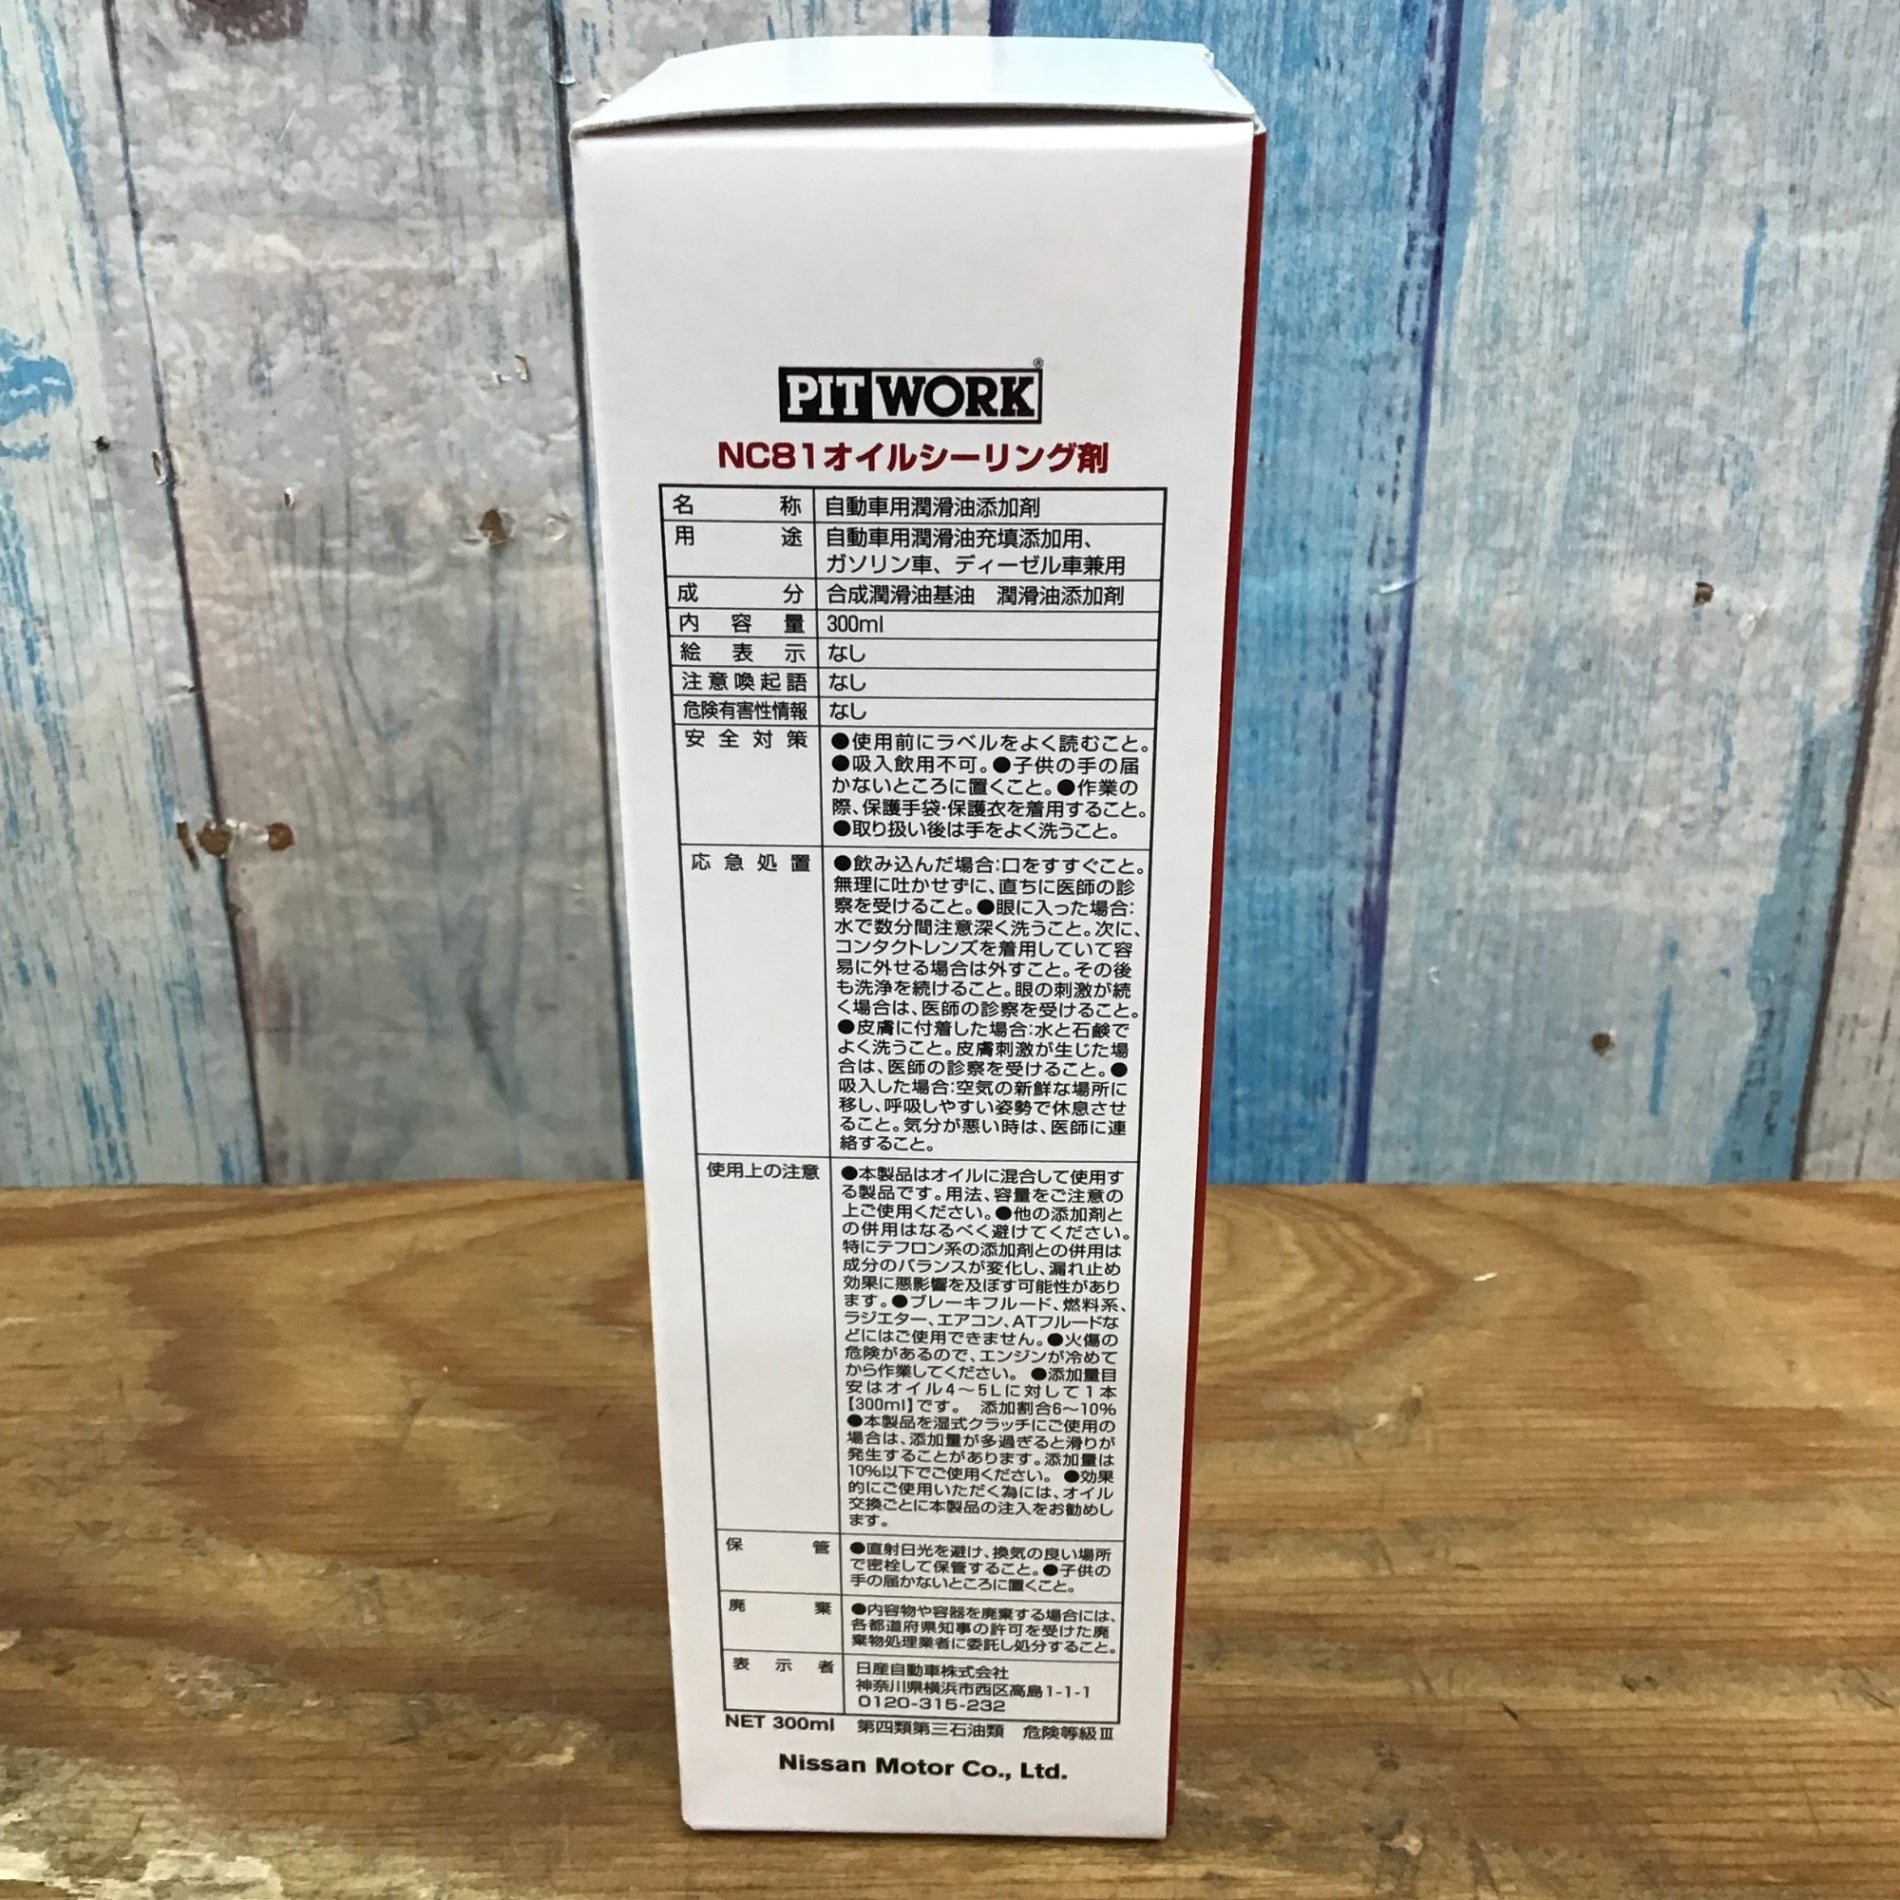 PITWORK®
NC81オイルシーリング剤
名称 自動車用潤滑油添加剤
用途 自動車用潤滑油充填添加用、
ガソリン車、ディーゼル車兼用
成分 合成潤滑油基油 潤滑油添加剤
内容量 300ml
絵表示 なし
注意喚起語 なし
危険有害性情報 なし
安全対策 ●使用前にラベルをよく読むこと。
●吸入飲用不可。●子供の手の届
かないところに置くこと。●作業の
際、保護手袋・保護衣を着用すること。
●取り扱い後は手をよく洗うこと。
応急処置 ●飲み込んだ場合:口をすすぐこと。
無理に吐かせずに、直ちに医師の診
察を受けること。●眼に入った場合:
水で数分間注意深く洗うこと。次に、
コンタクトレンズを着用していて容
易に外せる場合は外すこと。その後
も洗浄を続けること。眼の刺激が続
く場合は、医師の診察を受けること。
●皮膚に付着した場合:水と石鹸で
よく洗うこと。皮膚刺激が生じた場
合は、医師の診察を受けること。●
吸入した場合:空気の新鮮な場所に
移し、呼吸しやすい姿勢で休息させ
ること。気分が悪い時は、医師に連
絡すること。
使用上の注意 ●本製品はオイルに混合して使用す
る製品です。用法、容量をご注意の
上ご使用ください。●他の添加剤と
の併用はなるべく避けてください。
特にテフロン系の添加剤との併用は
成分のバランスが変化し、漏れ止め
効果に悪影響を及ぼす可能性があり
ます。●ブレーキフルード、燃料系、
ラジエター、エアコン、ATフルードな
どにはご使用できません。●火傷の
危険があるので、エンジンが冷めて
から作業してください。 ●添加量目
安はオイル4〜5Lに対して1本
【300ml】です。 添加割合6〜10%
●本製品を湿式クラッチにご使用の
場合は、添加量が多過ぎると滑りが
発生することがあります。添加量は
10%以下でご使用ください。 ●効果
的にご使用いただく為には、オイル
交換ごとに本製品の注入をお勧めし
ます。
保管 ●直射日光を避け、換気の良い場所
で密栓して保管すること。●子供の
手の届かないところに置くこと。
廃棄 ●内容物や容器を廃棄する場合には、
各都道府県知事の許可を受けた廃
棄物処理業者に委託し処分すること。
表示者 日産自動車株式会社
神奈川県横浜市西区高島1-1-1
0120-315-232
NET 300ml 第四類第三石油類 危険等級Ⅲ
Nissan Motor Co., Ltd.